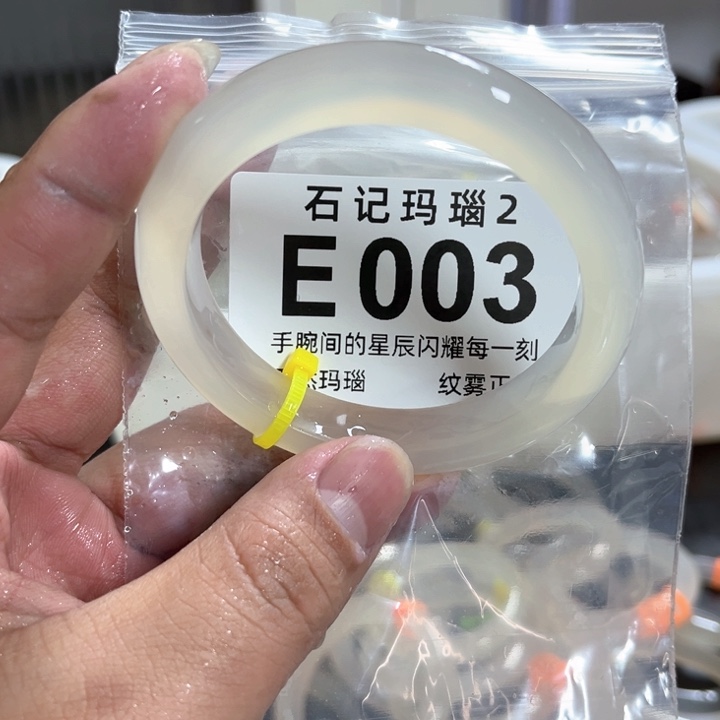 石记玛瑙2
E003
手腕间的星辰闪耀每一刻
玛瑙 纹雾正